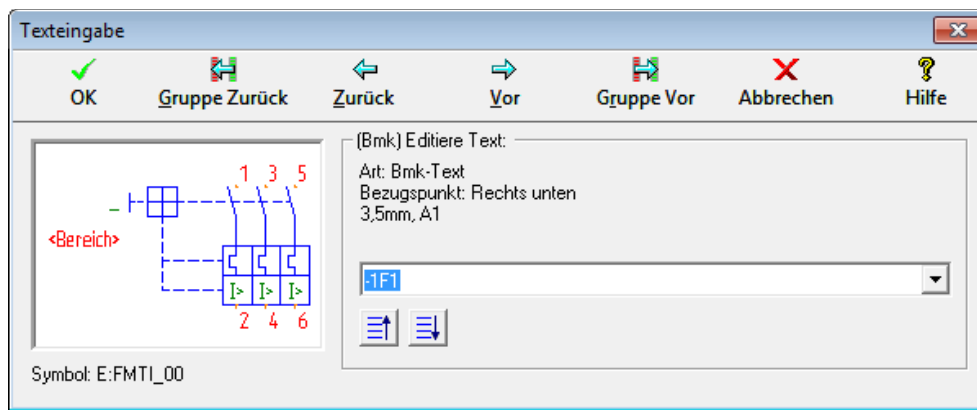 Texteingabe
OK
Gruppe Zurück
Zurück
Vor
Gruppe Vor
Abbrechen
Hilfe
(Bmk) Editiere Text:
Art: Bmk-Text
Bezugspunkt: Rechts unten
3,5mm, A1
-1F1
1 3 5
<Bereich>
I> I> I>
2 4 6
Symbol: E:FMTI_00